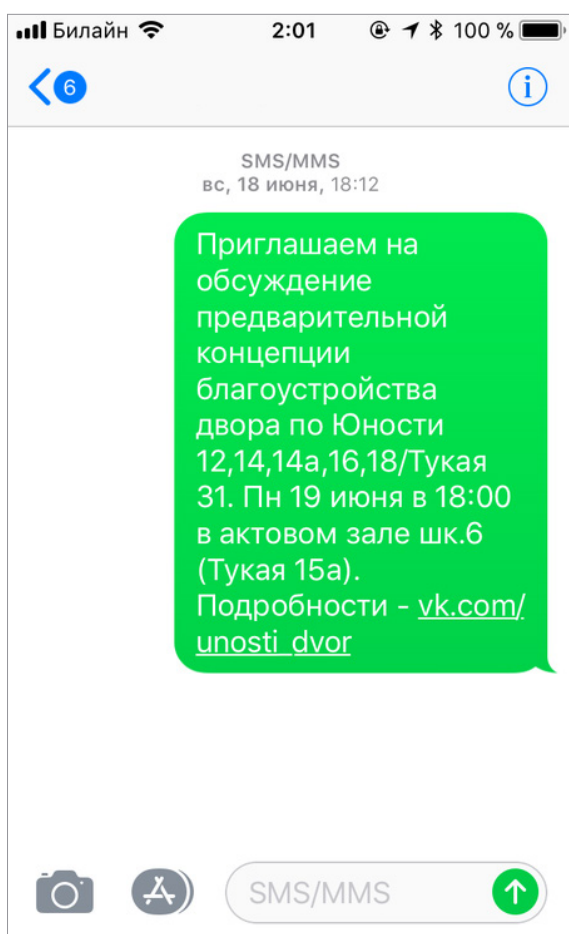 Билайн 2:01 100 %
6
SMS/MMS
вс, 18 июня, 18:12
Приглашаем на
обсуждение
предварительной
концепции
благоустройства
двора по Юности
12,14,14а,16,18/Тукая
31. Пн 19 июня в 18:00
в актовом зале шк.6
(Тукая 15а).
Подробности - vk.com/
unosti_dvor
SMS/MMS